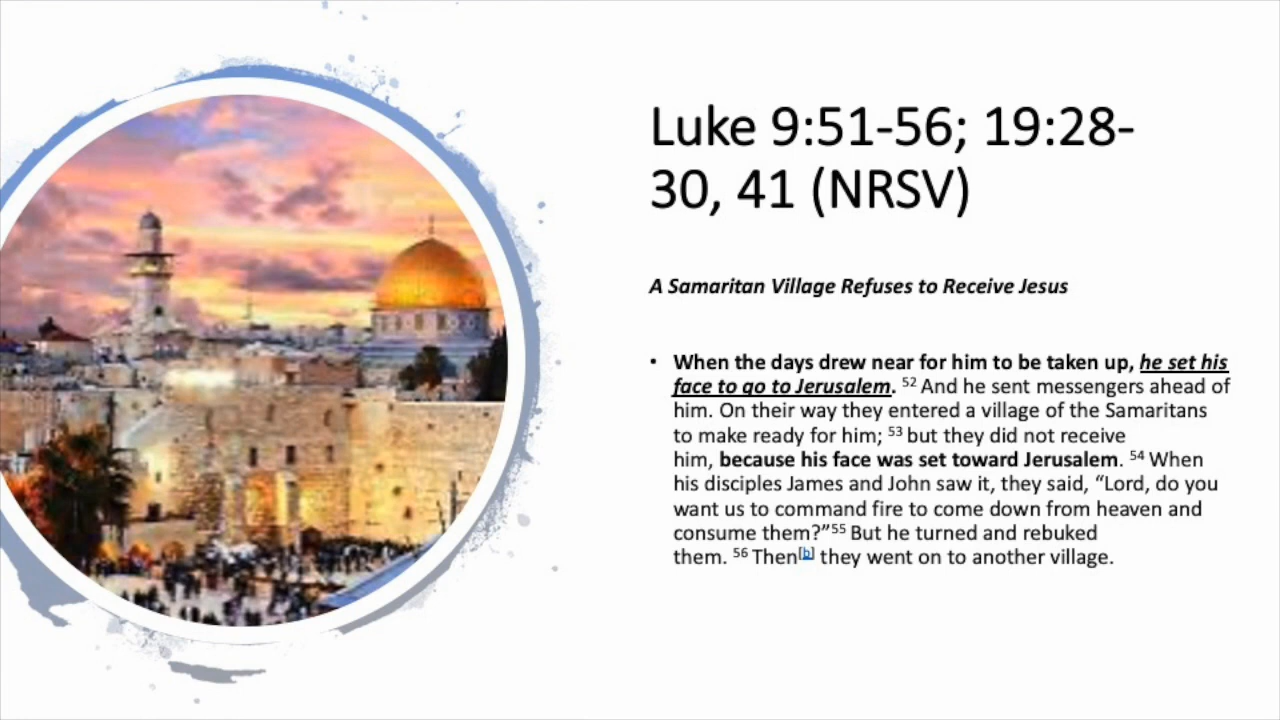 Luke 9:51-56; 19:28-
30, 41 (NRSV)
A Samaritan Village Refuses to Receive Jesus
• When the days drew near for him to be taken up, he set his
face to go to Jerusalem. 52 And he sent messengers ahead of
him. On their way they entered a village of the Samaritans
to make ready for him; 53 but they did not receive
him, because his face was set toward Jerusalem. 54 When
his disciples James and John saw it, they said, “Lord, do you
want us to command fire to come down from heaven and
consume them?”55 But he turned and rebuked
them. 56 Then[b] they went on to another village.